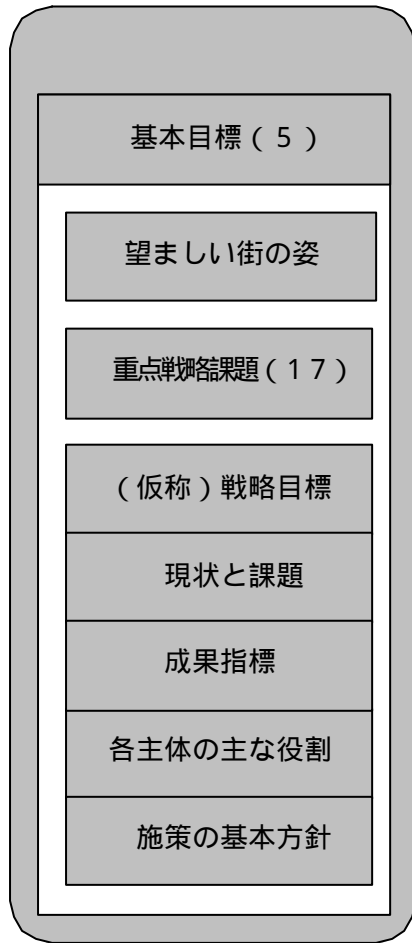 基本目標(5)
望ましい街の姿
重点戦略課題(17)
(仮称)戦略目標
現状と課題
成果指標
各主体の主な役割
施策の基本方針